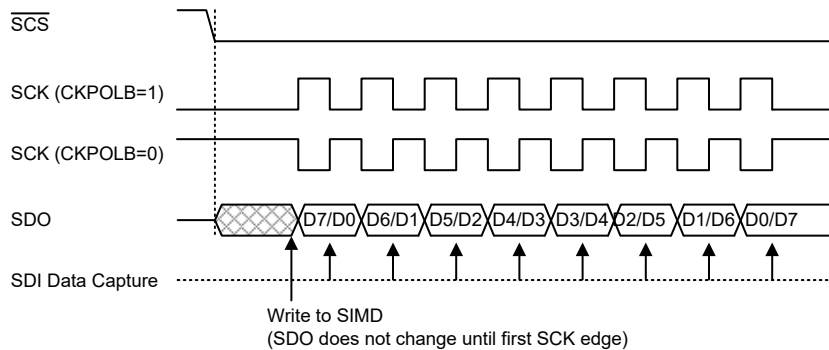 SCS
SCK (CKPOLB=1)
SCK (CKPOLB=0)
SDO D7/D0 D6/D1 D5/D2 D4/D3 D3/D4 D2/D5 D1/D6 D0/D7
SDI Data Capture
Write to SIMD
(SDO does not change until first SCK edge)